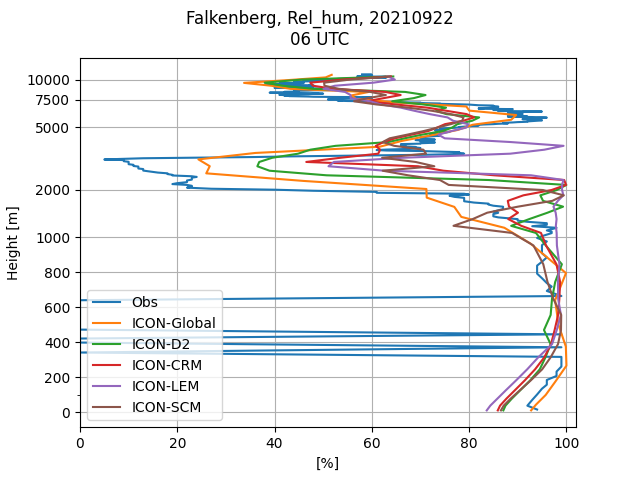 Falkenberg, Rel_hum, 20210922
06 UTC
Height [m]
10000
7500
5000
2000
1000
800
600
400
200
0
Obs
ICON-Global
ICON-D2
ICON-CRM
ICON-LEM
ICON-SCM
0 20 40 60 80 100
[%]